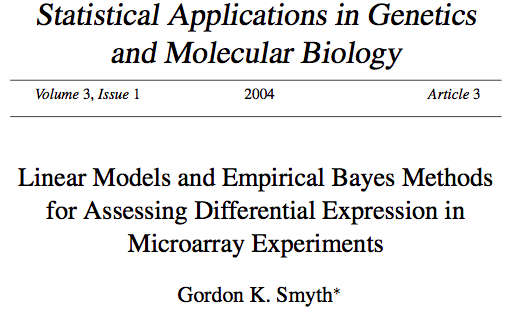 Statistical Applications in Genetics
and Molecular Biology
Volume 3, Issue 1 2004 Article 3
Linear Models and Empirical Bayes Methods
for Assessing Differential Expression in
Microarray Experiments
Gordon K. Smyth*